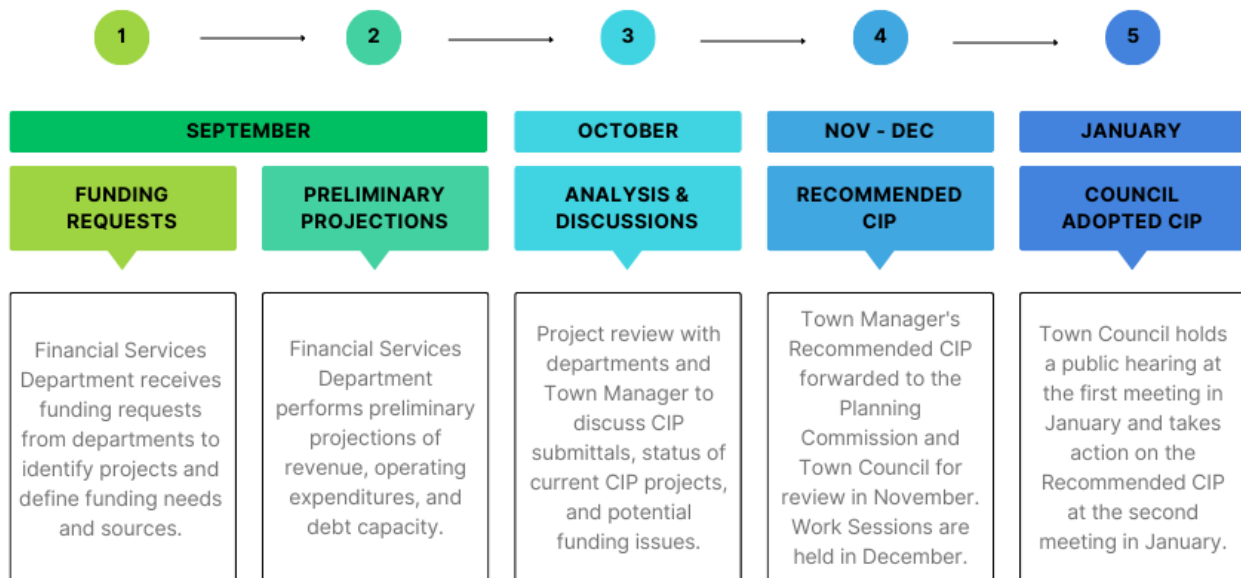 1
2
3
4
5
SEPTEMBER
OCTOBER
NOV - DEC
JANUARY
FUNDING
REQUESTS
PRELIMINARY
PROJECTIONS
ANALYSIS &
DISCUSSIONS
RECOMMENDED
CIP
COUNCIL
ADOPTED CIP
Financial Services
Department receives
funding requests
from departments to
identify projects and
define funding needs
and sources.
Financial Services
Department
performs preliminary
projections of
revenue, operating
expenditures, and
debt capacity.
Project review with
departments and
Town Manager to
discuss CIP
submittals, status of
current CIP projects,
and potential
funding issues.
Town Manager's
Recommended CIP
forwarded to the
Planning
Commission and
Town Council for
review in November.
Work Sessions are
held in December.
Town Council holds
a public hearing at
the first meeting in
January and takes
action on the
Recommended CIP
at the second
meeting in January.